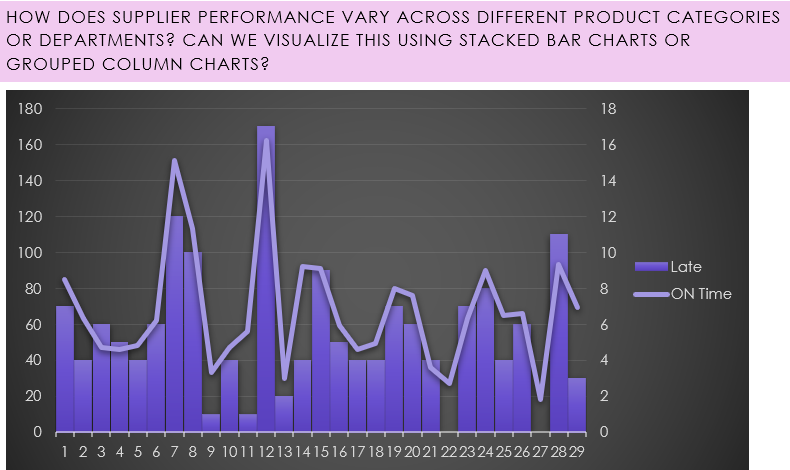 HOW DOES SUPPLIER PERFORMANCE VARY ACROSS DIFFERENT PRODUCT CATEGORIES
OR DEPARTMENTS? CAN WE VISUALIZE THIS USING STACKED BAR CHARTS OR
GROUPED COLUMN CHARTS?
180 18
160 16
140 14
120 12
100 10
80 8
60 6
40 4
20 2
0 0
Late
ON Time
1 2 3 4 5 6 7 8 9 10 11 12 13 14 15 16 17 18 19 20 21 22 23 24 25 26 27 28 29